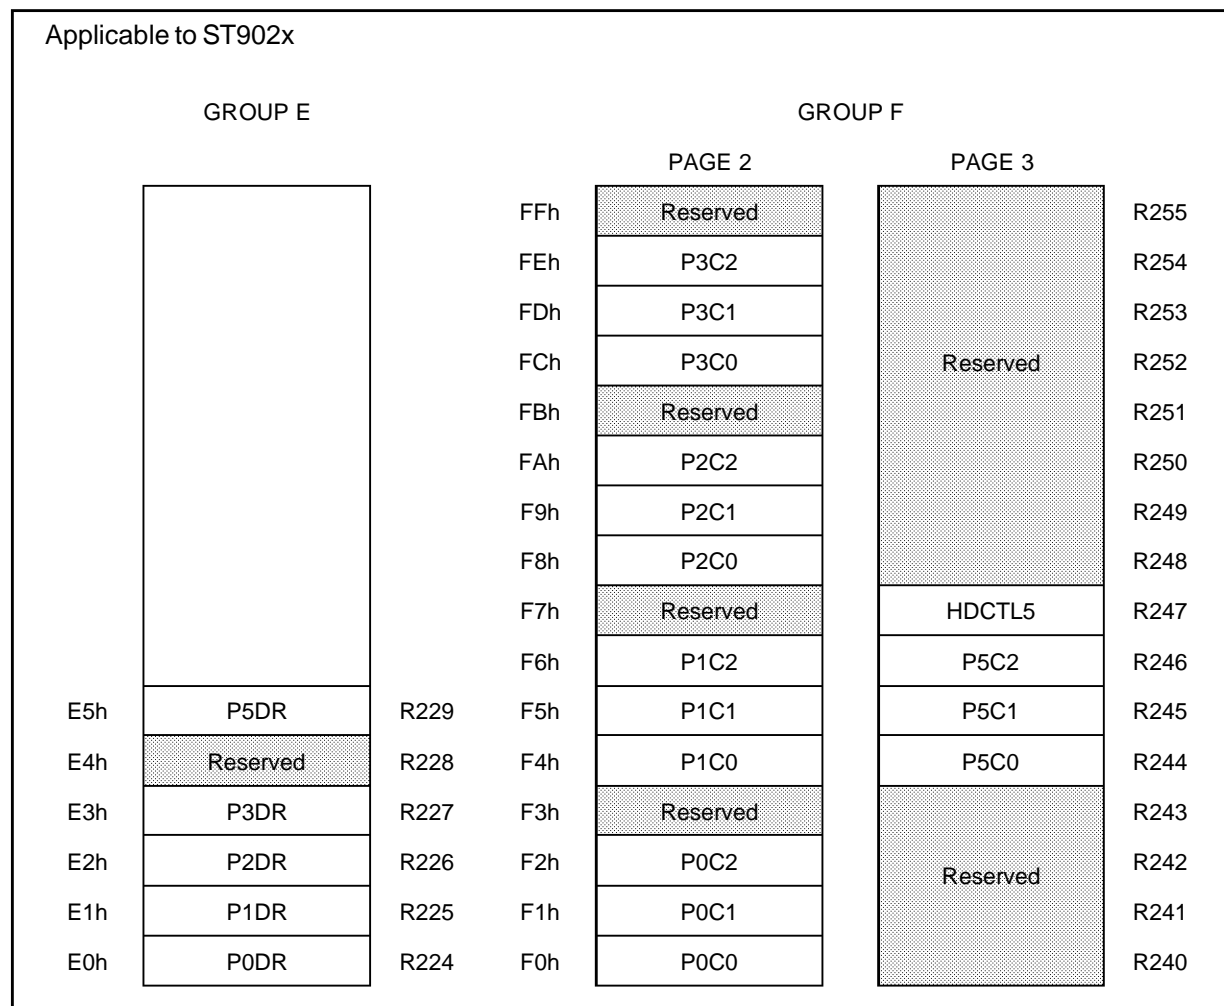 Applicable to ST902x
GROUP E GROUP F
PAGE 2 PAGE 3
FFh Reserved R255
FEh P3C2 R254
FDh P3C1 R253
FCh P3C0 Reserved R252
FBh Reserved R251
FAh P2C2 R250
F9h P2C1 R249
F8h P2C0 R248
F7h Reserved HDCTL5 R247
F6h P1C2 P5C2 R246
E5h P5DR R229 F5h P1C1 P5C1 R245
E4h Reserved R228 F4h P1C0 P5C0 R244
E3h P3DR R227 F3h Reserved R243
E2h P2DR R226 F2h P0C2 Reserved R242
E1h P1DR R225 F1h P0C1 R241
E0h P0DR R224 F0h P0C0 R240